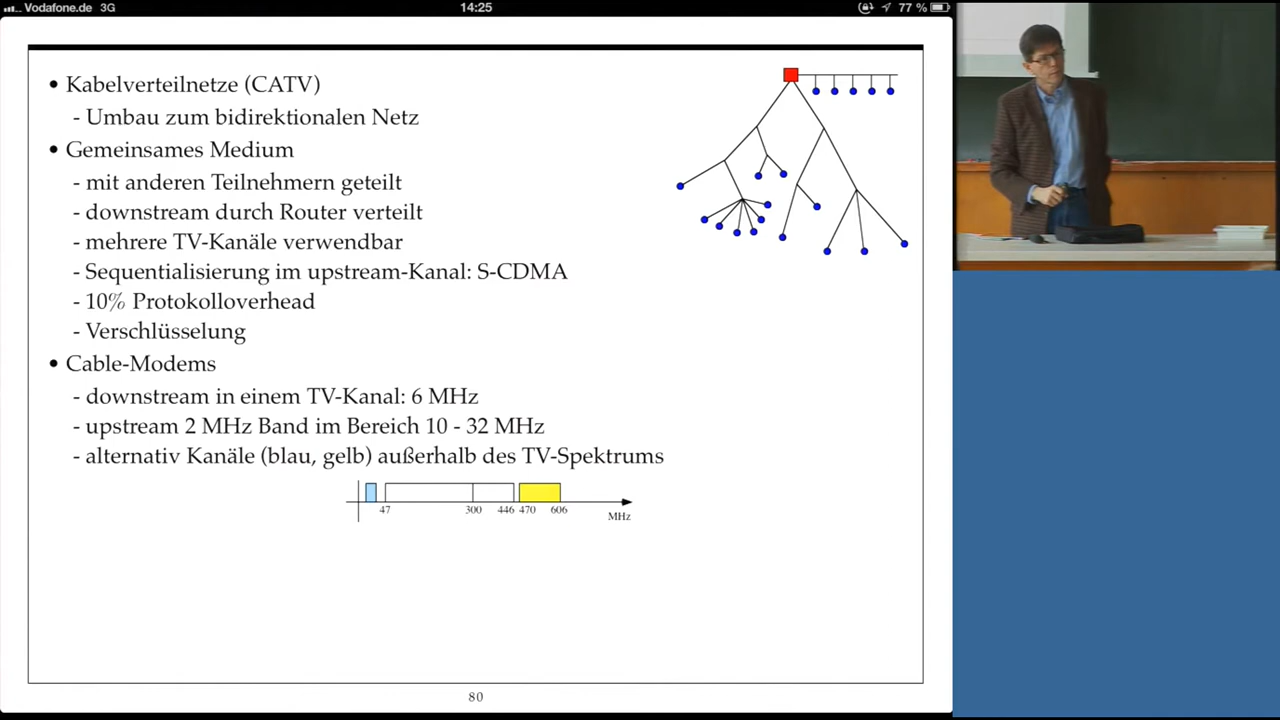 Vodafone.de 3G 14:25 77 %
• Kabelverteilnetze (CATV)
- Umbau zum bidirektionalen Netz
• Gemeinsames Medium
- mit anderen Teilnehmern geteilt
- downstream durch Router verteilt
- mehrere TV-Kanäle verwendbar
- Sequentialisierung im upstream-Kanal: S-CDMA
- 10% Protokolloverhead
- Verschlüsselung
• Cable-Modems
- downstream in einem TV-Kanal: 6 MHz
- upstream 2 MHz Band im Bereich 10 - 32 MHz
- alternativ Kanäle (blau, gelb) außerhalb des TV-Spektrums
47 300 446 470 606
MHz
80